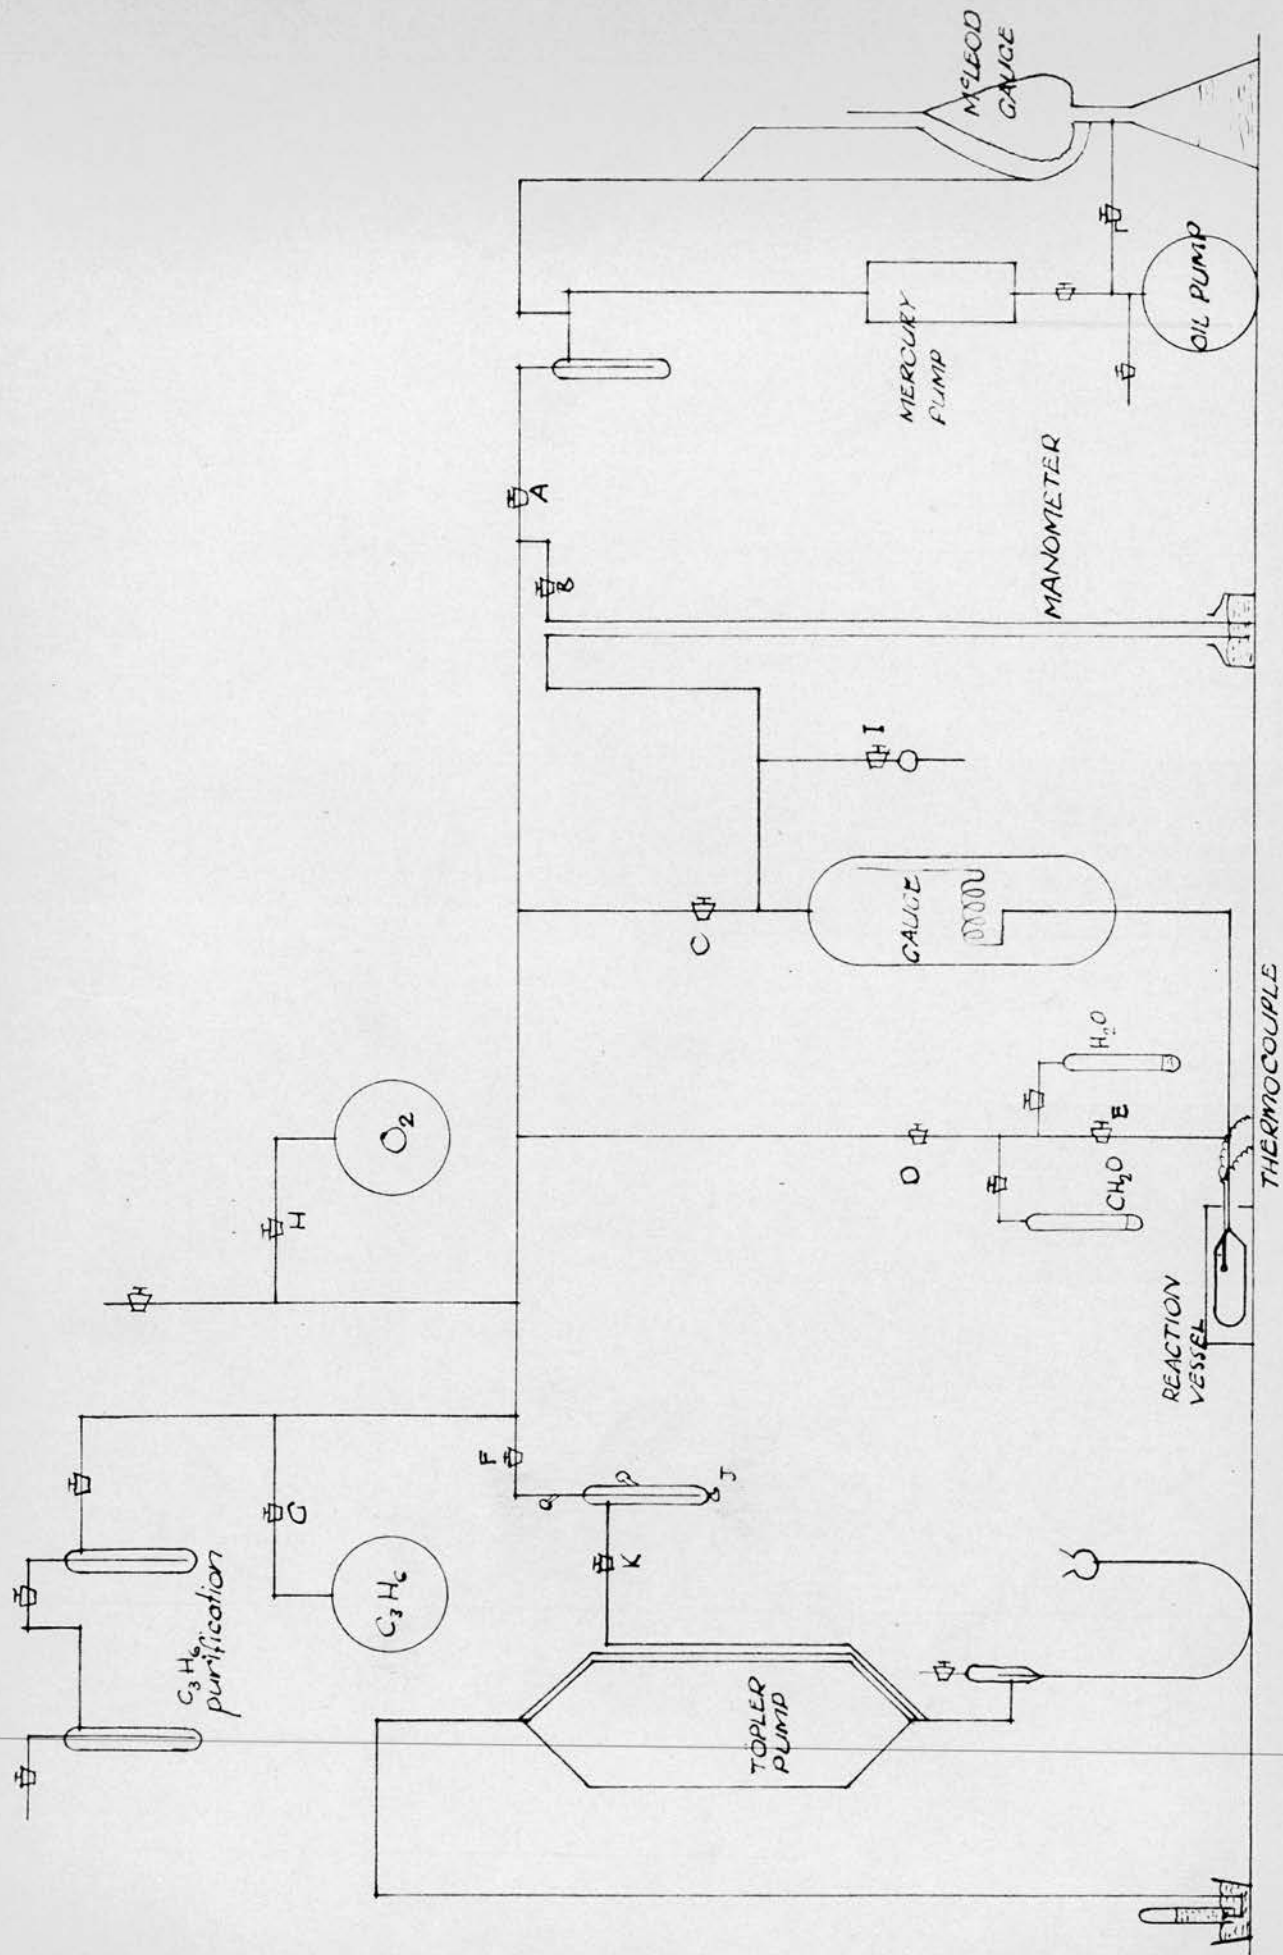 C₃H₆
purification
C₃H₆
G
H
O₂
F
J
K
TÖPLER
PUMP
A
B
C
D
E
I
GAUGE
CH₂O
H₂O
REACTION
VESSEL
THERMOCOUPLE
MANOMETER
MERCURY
PUMP
OIL PUMP
McLEOD
GAUGE